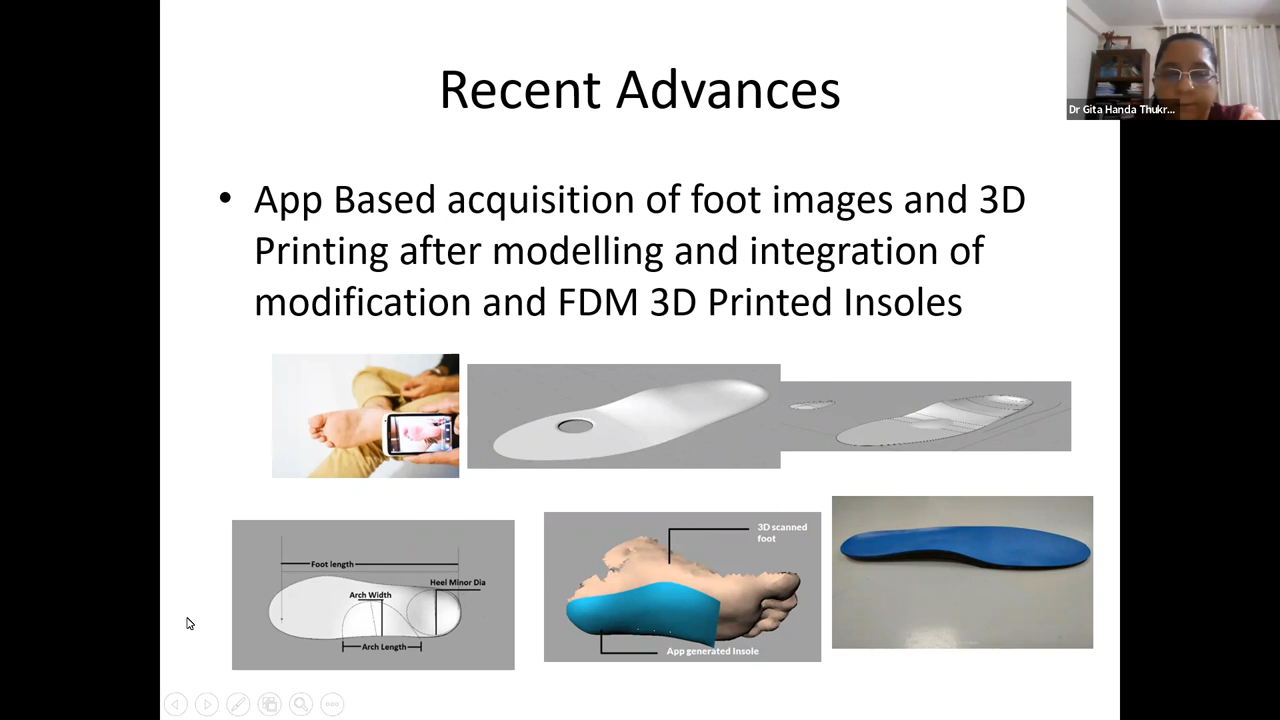 Recent Advances
Dr Gita Handa Thukr...
• App Based acquisition of foot images and 3D
Printing after modelling and integration of
modification and FDM 3D Printed Insoles
Foot length
Heel Minor Dia
Arch Width
Arch Length
3D scanned
foot
App generated Insole